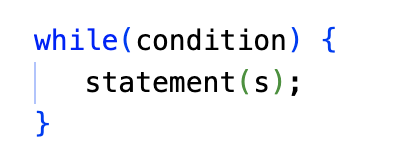 while(condition) {
   statement(s);
}